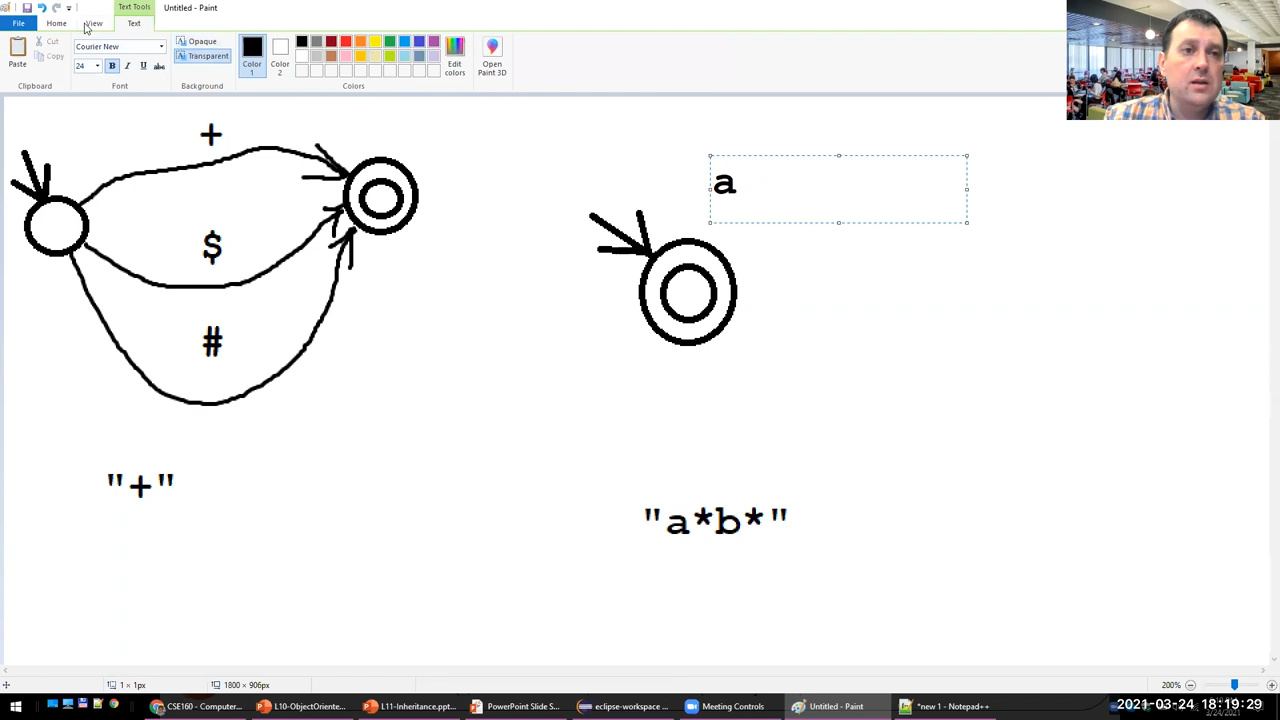 Text Tools
Untitled - Paint
File
Home
View
Text
Paste
Cut
Copy
Clipboard
Courier New
24
B
I
U
abc
Font
Opaque
Transparent
Background
Color
1
Color
2
Edit
colors
Colors
Open
Paint 3D
+
$
#
"+"
a
"a*b*"
1 × 1px
1800 × 906px
200%
CSE160 - Computer...
L10-ObjectOriente...
L11-Inheritance.ppt...
PowerPoint Slide S...
eclipse-workspace ...
Meeting Controls
Untitled - Paint
*new 1 - Notepad++
2021-03-24 18:19:29